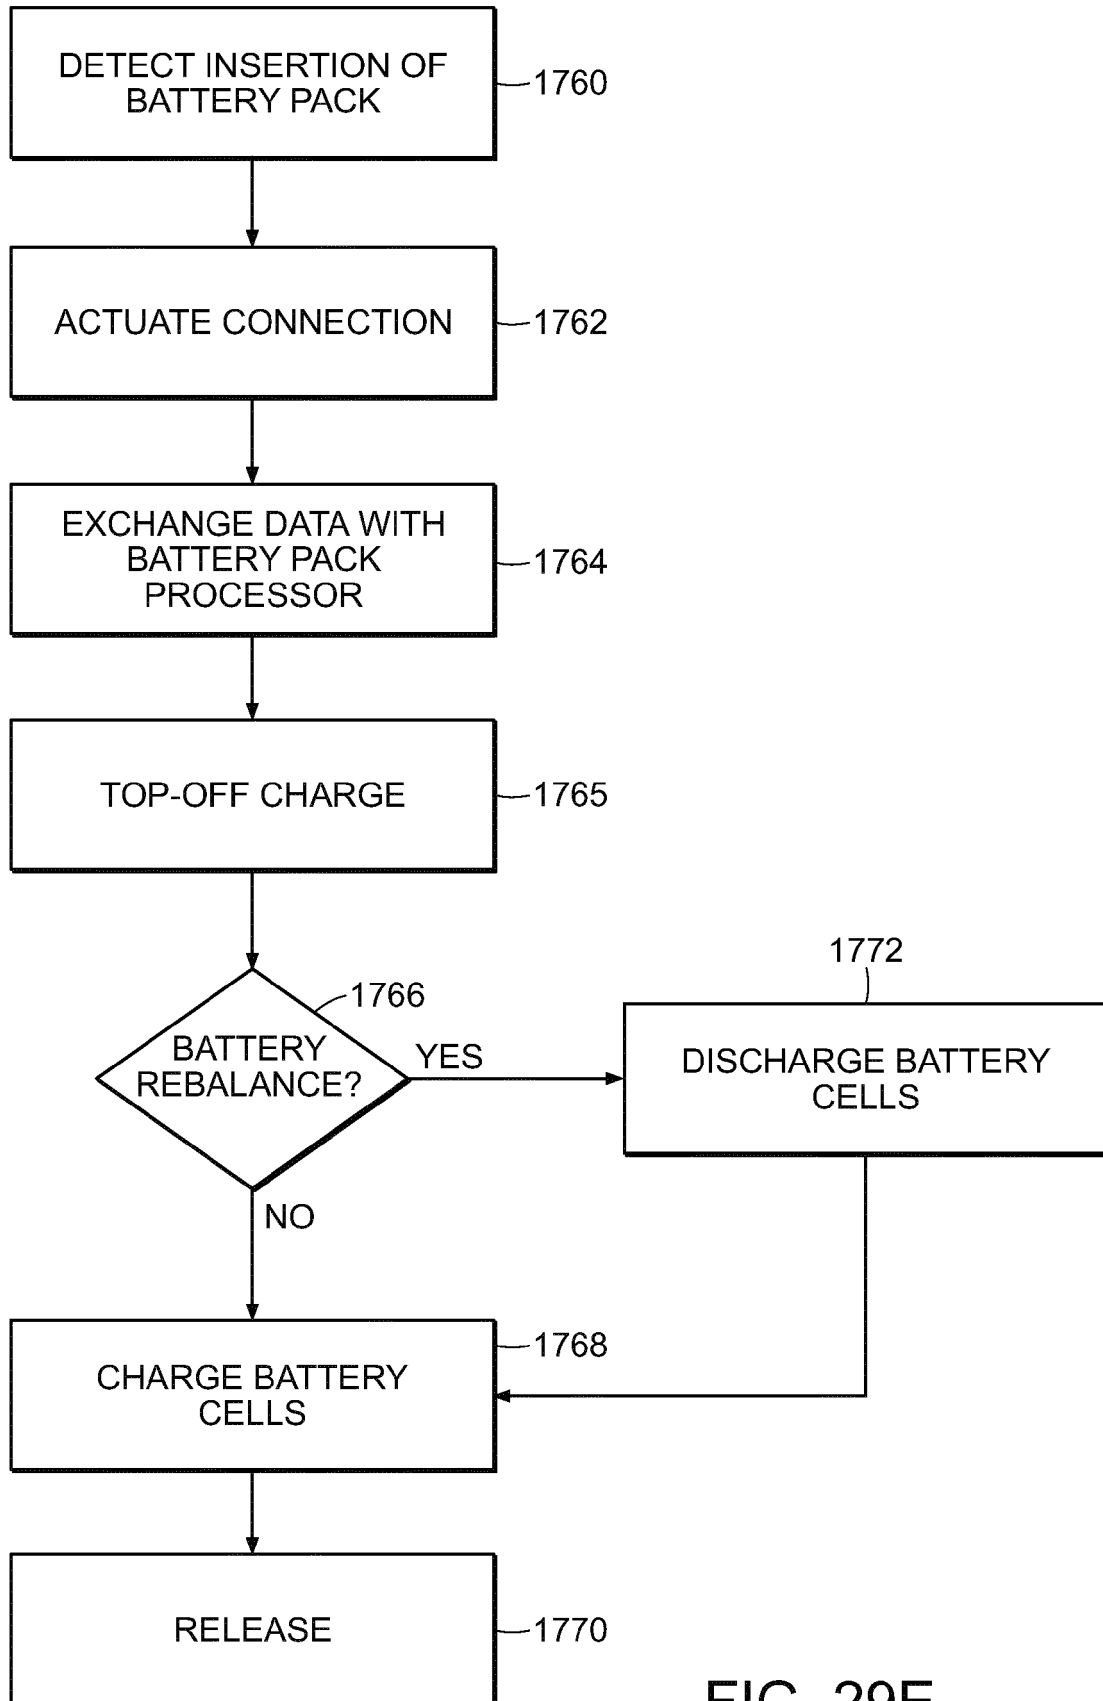 DETECT INSERTION OF
BATTERY PACK
1760
ACTUATE CONNECTION
1762
EXCHANGE DATA WITH
BATTERY PACK
PROCESSOR
1764
TOP-OFF CHARGE
1765
1766
BATTERY
REBALANCE?
YES
1772
DISCHARGE BATTERY
CELLS
NO
1768
CHARGE BATTERY
CELLS
RELEASE
1770
FIG.